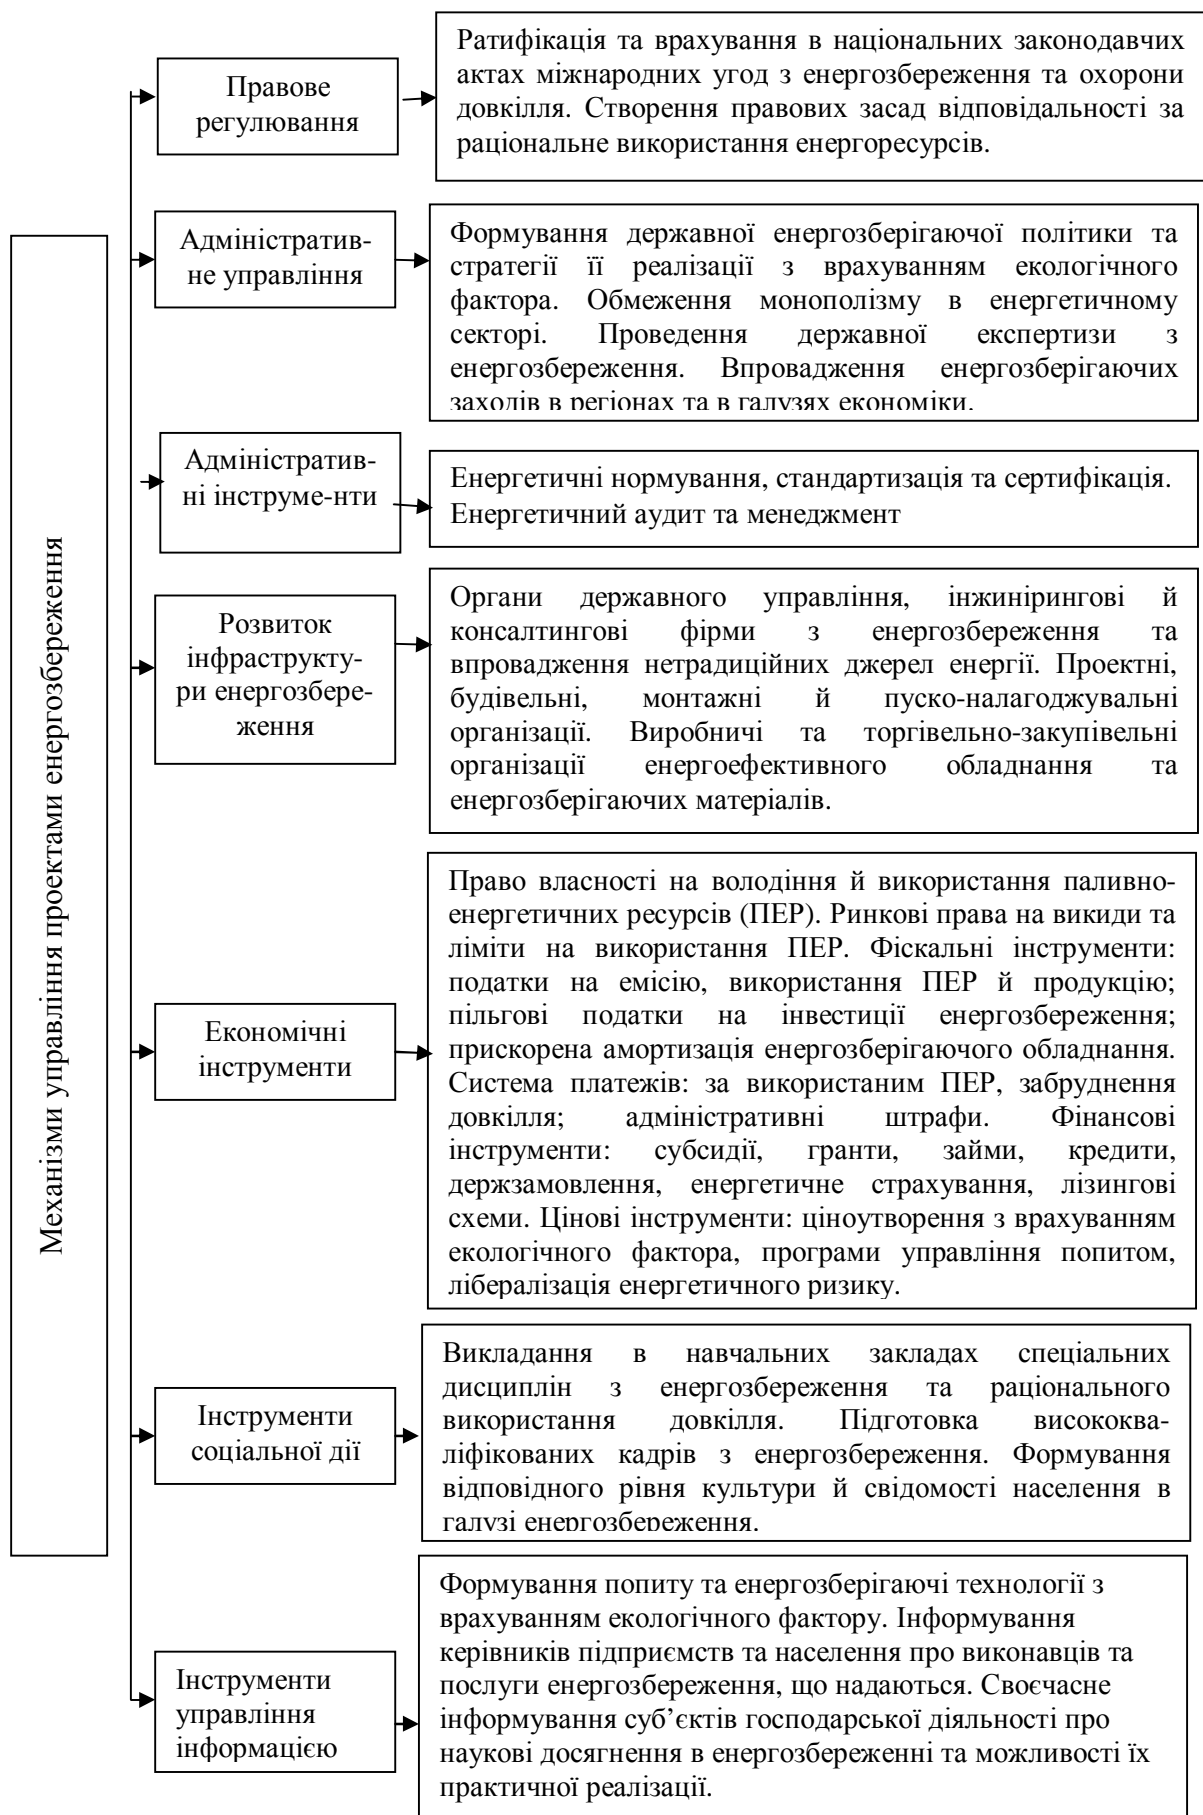 Механізми управління проектами енергозбереження
Правове
регулювання
Ратифікація та врахування в національних законодавчих
актах міжнародних угод з енергозбереження та охорони
довкілля. Створення правових засад відповідальності за
раціональне використання енергоресурсів.
Адміністратив-
не управління
Формування державної енергозберігаючої політики та
стратегії її реалізації з врахуванням екологічного
фактора. Обмеження монополізму в енергетичному
секторі. Проведення державної експертизи з
енергозбереження. Впровадження енергозберігаючих
заходів в регіонах та в галузях економіки.
Адміністратив-
ні інструме-нти
Енергетичні нормування, стандартизація та сертифікація.
Енергетичний аудит та менеджмент
Розвиток
інфраструкту-
ри енергозбере-
ження
Органи державного управління, інжинірингові й
консалтингові фірми з енергозбереження та
впровадження нетрадиційних джерел енергії. Проектні,
будівельні, монтажні й пуско-налагоджувальні
організації. Виробничі та торгівельно-закупівельні
організації енергоефективного обладнання та
енергозберігаючих матеріалів.
Економічні
інструменти
Право власності на володіння й використання паливно-
енергетичних ресурсів (ПЕР). Ринкові права на викиди та
ліміти на використання ПЕР. Фіскальні інструменти:
податки на емісію, використання ПЕР й продукцію;
пільгові податки на інвестиції енергозбереження;
прискорена амортизація енергозберігаючого обладнання.
Система платежів: за використаним ПЕР, забруднення
довкілля; адміністративні штрафи. Фінансові
інструменти: субсидії, гранти, займи, кредити,
держзамовлення, енергетичне страхування, лізингові
схеми. Цінові інструменти: ціноутворення з врахуванням
екологічного фактора, програми управління попитом,
лібералізація енергетичного ризику.
Інструменти
соціальної дії
Викладання в навчальних закладах спеціальних
дисциплін з енергозбереження та раціонального
використання довкілля. Підготовка висококва-
ліфікованих кадрів з енергозбереження. Формування
відповідного рівня культури й свідомості населення в
галузі енергозбереження.
Інструменти
управління
інформацією
Формування попиту та енергозберігаючі технології з
врахуванням екологічного фактору. Інформування
керівників підприємств та населення про виконавців та
послуги енергозбереження, що надаються. Своєчасне
інформування суб’єктів господарської діяльності про
наукові досягнення в енергозбереженні та можливості їх
практичної реалізації.